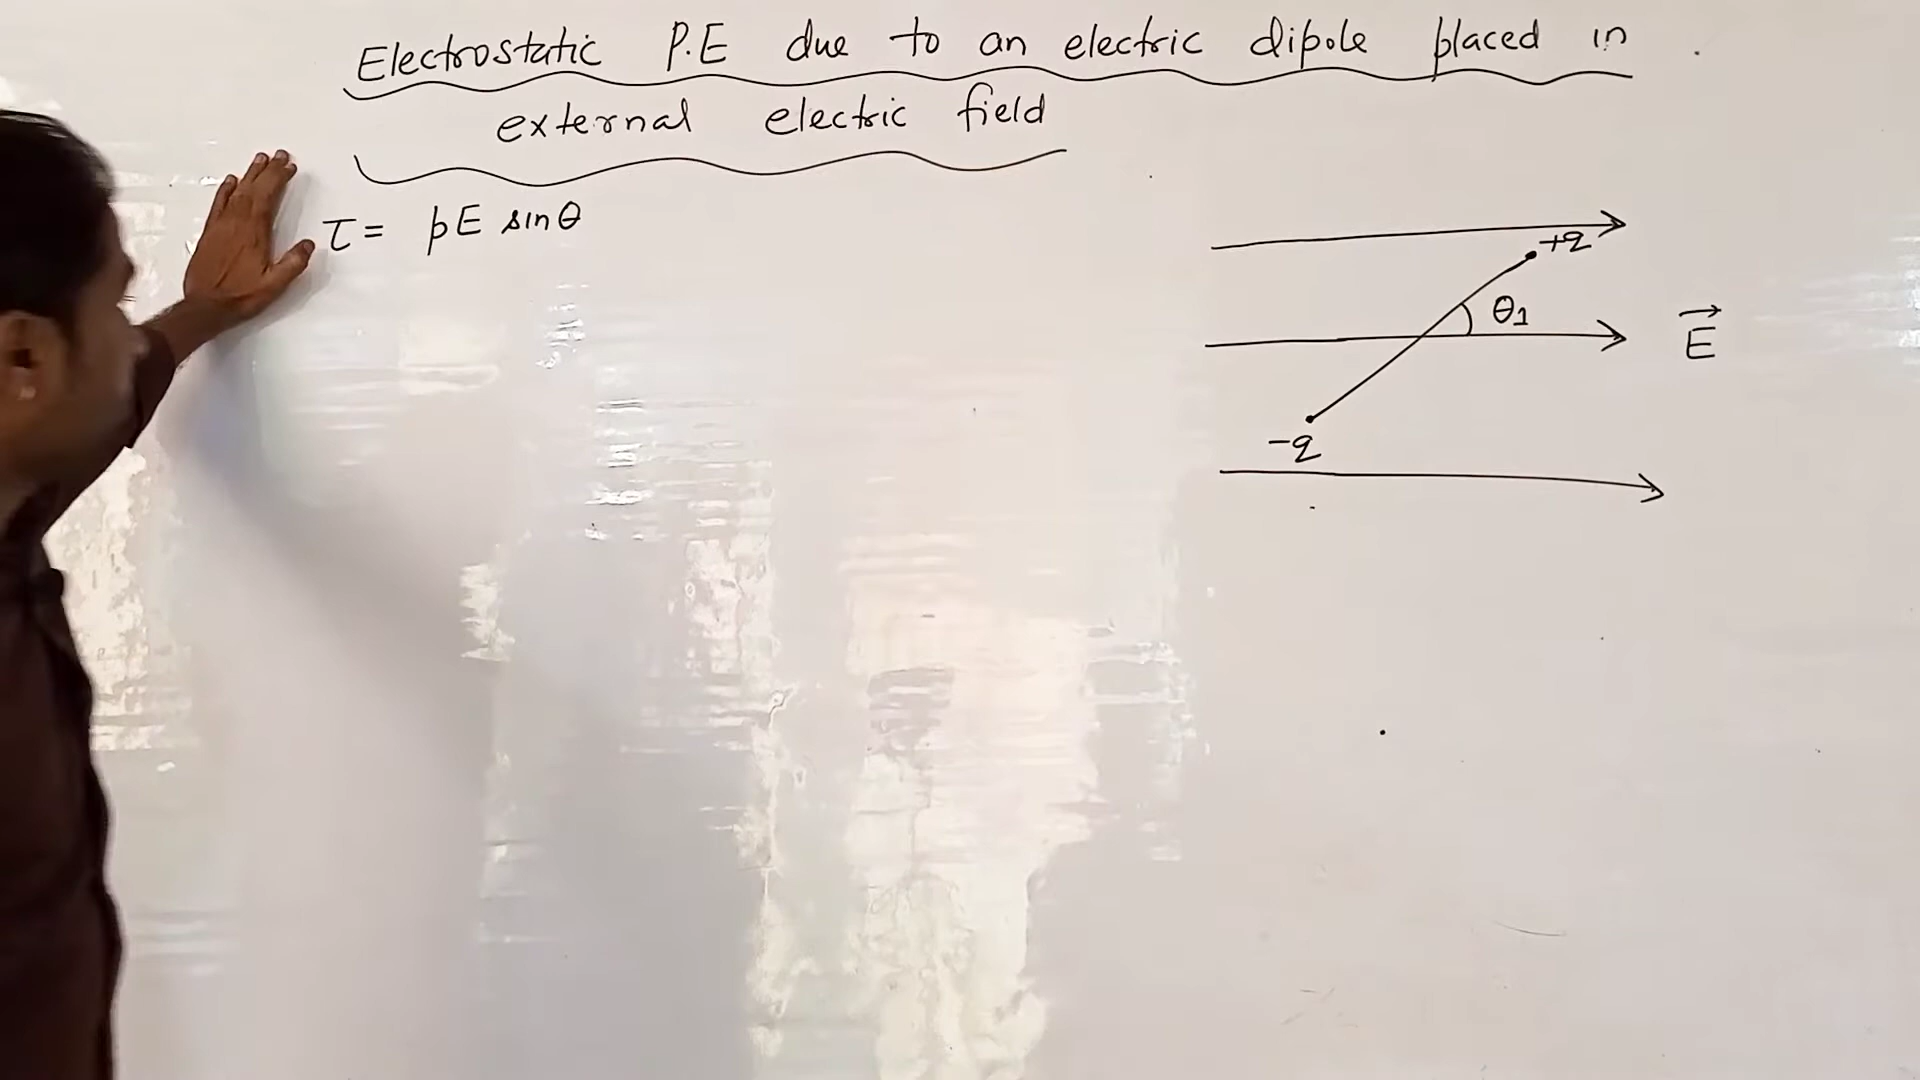 Electrostatic P.E due to an electric dipole placed in
external electric field
τ = pE sinθ
+q
θ1
E⃗
-q